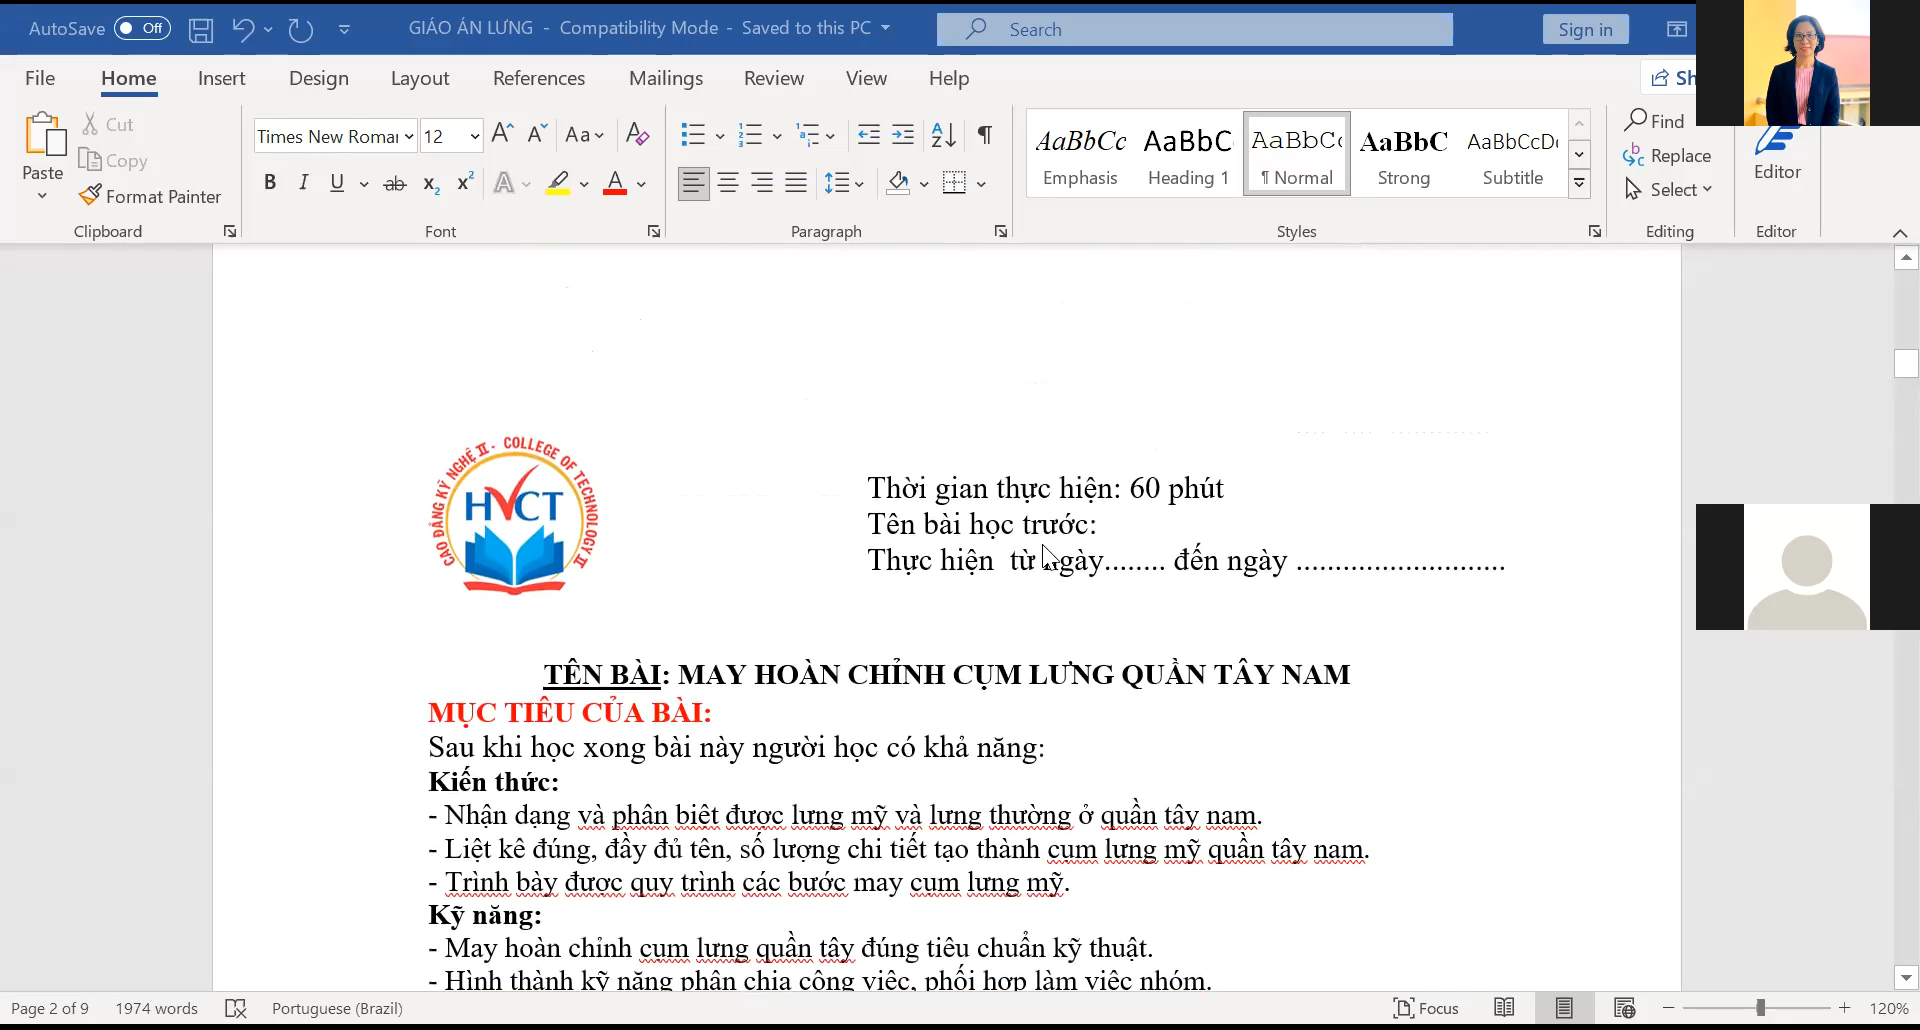 AutoSave Off GIÁO ÁN LƯNG - Compatibility Mode - Saved to this PC Search Sign in
File Home Insert Design Layout References Mailings Review View Help Sh
Paste Cut Copy Format Painter
Times New Romar 12 Aa
B I U ab x₂ x² A A
AaBbCc AaBbC AaBbC AaBbC AaBbCcD
Emphasis Heading 1 ¶ Normal Strong Subtitle
Find
Replace
Select
Editor
Clipboard Font Paragraph Styles Editing Editor
CAO ĐẲNG KỸ NGHỆ II - COLLEGE OF TECHNOLOGY II
HVCT
Thời gian thực hiện: 60 phút
Tên bài học trước:
Thực hiện từ ngày........ đến ngày ...........................
TÊN BÀI: MAY HOÀN CHỈNH CỤM LƯNG QUẦN TÂY NAM
MỤC TIÊU CỦA BÀI:
Sau khi học xong bài này người học có khả năng:
Kiến thức:
- Nhận dạng và phân biệt được lưng mỹ và lưng thường ở quần tây nam.
- Liệt kê đúng, đầy đủ tên, số lượng chi tiết tạo thành cụm lưng mỹ quần tây nam.
- Trình bày được quy trình các bước may cụm lưng mỹ.
Kỹ năng:
- May hoàn chỉnh cụm lưng quần tây đúng tiêu chuẩn kỹ thuật.
- Hình thành kỹ năng phân chia công việc, phối hợp làm việc nhóm.
Page 2 of 9 1974 words Portuguese (Brazil) Focus 120%